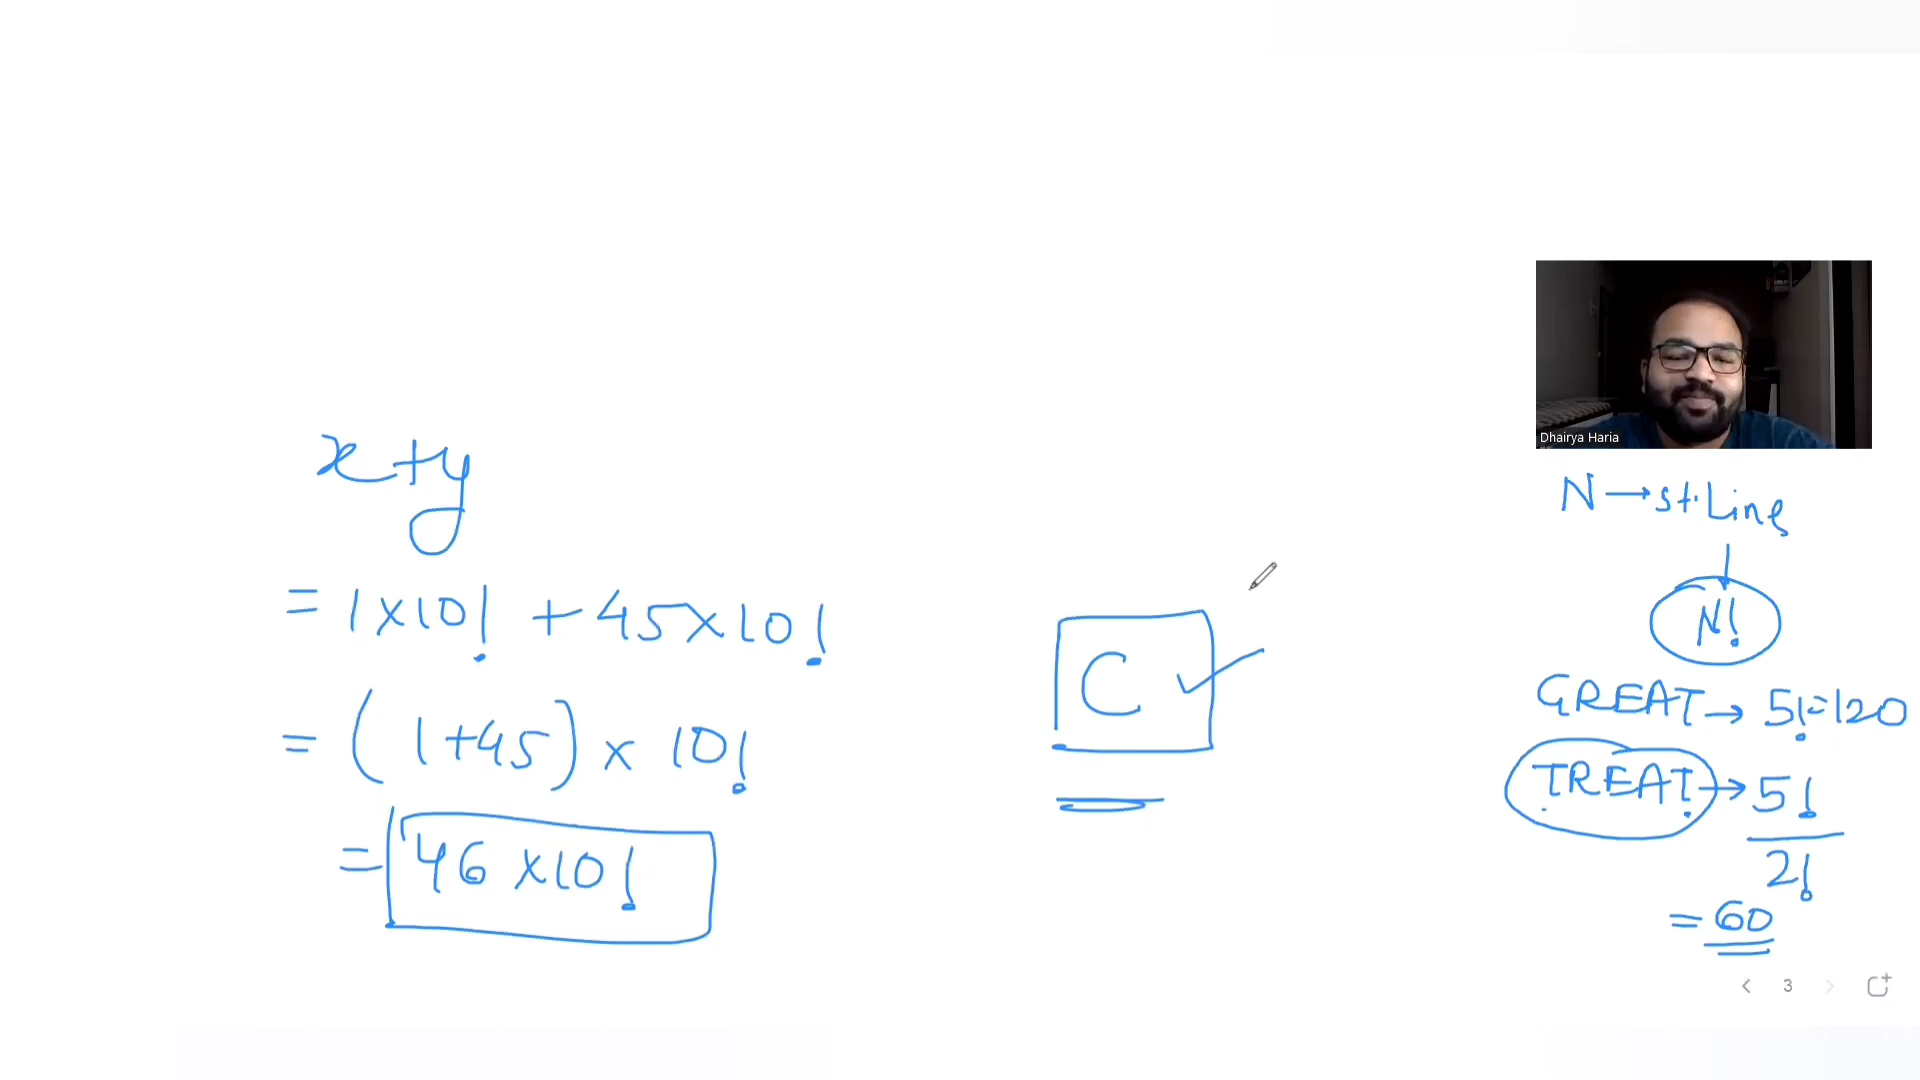 x+y
= 1×10! + 45×10!
= (1+45) × 10!
= 46 ×10!
C ✓
Dhairya Haria
N → st. Line
N!
GREAT → 5!=120
TREAT → 5!
2!
= 60
3